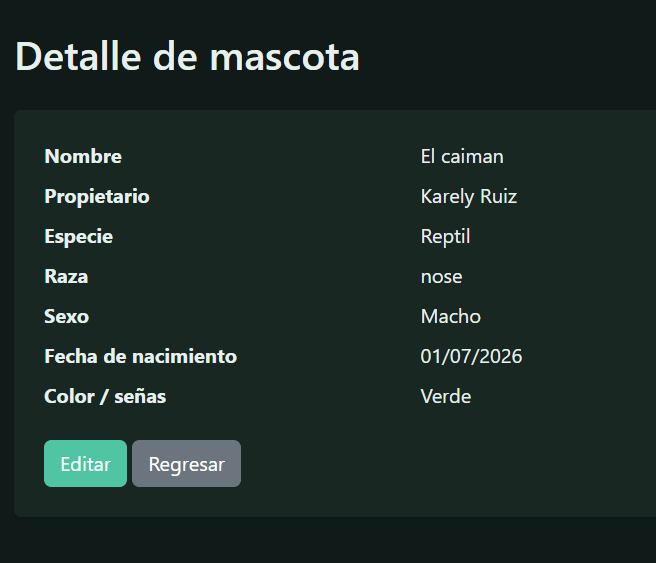 Detalle de mascota
Nombre El caiman
Propietario Karely Ruiz
Especie Reptil
Raza nose
Sexo Macho
Fecha de nacimiento 01/07/2026
Color / señas Verde
Editar Regresar